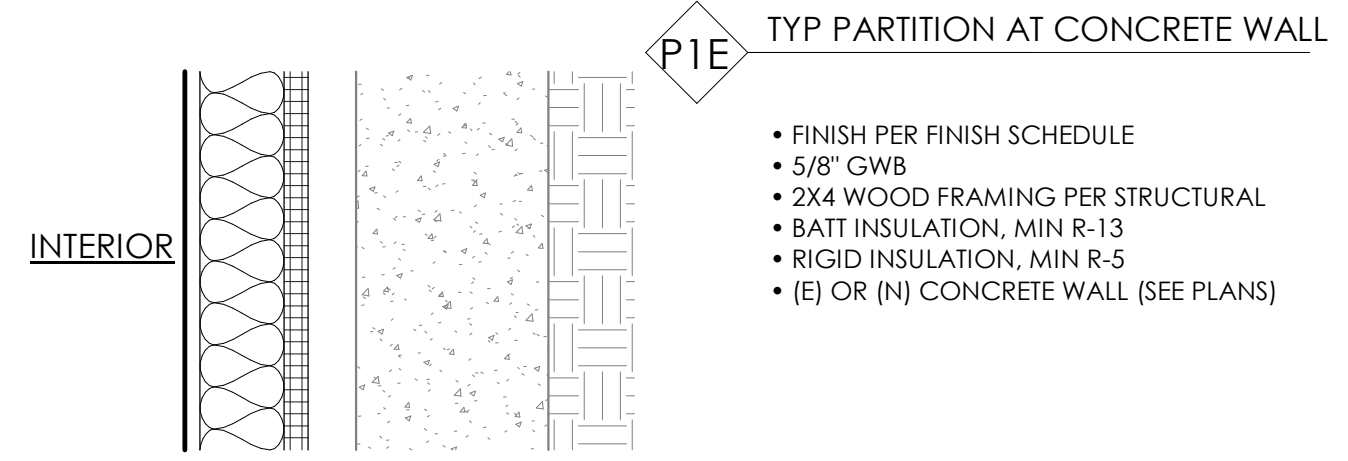 P1E
TYP PARTITION AT CONCRETE WALL
• FINISH PER FINISH SCHEDULE
• 5/8" GWB
• 2X4 WOOD FRAMING PER STRUCTURAL
• BATT INSULATION, MIN R-13
• RIGID INSULATION, MIN R-5
• (E) OR (N) CONCRETE WALL (SEE PLANS)
INTERIOR